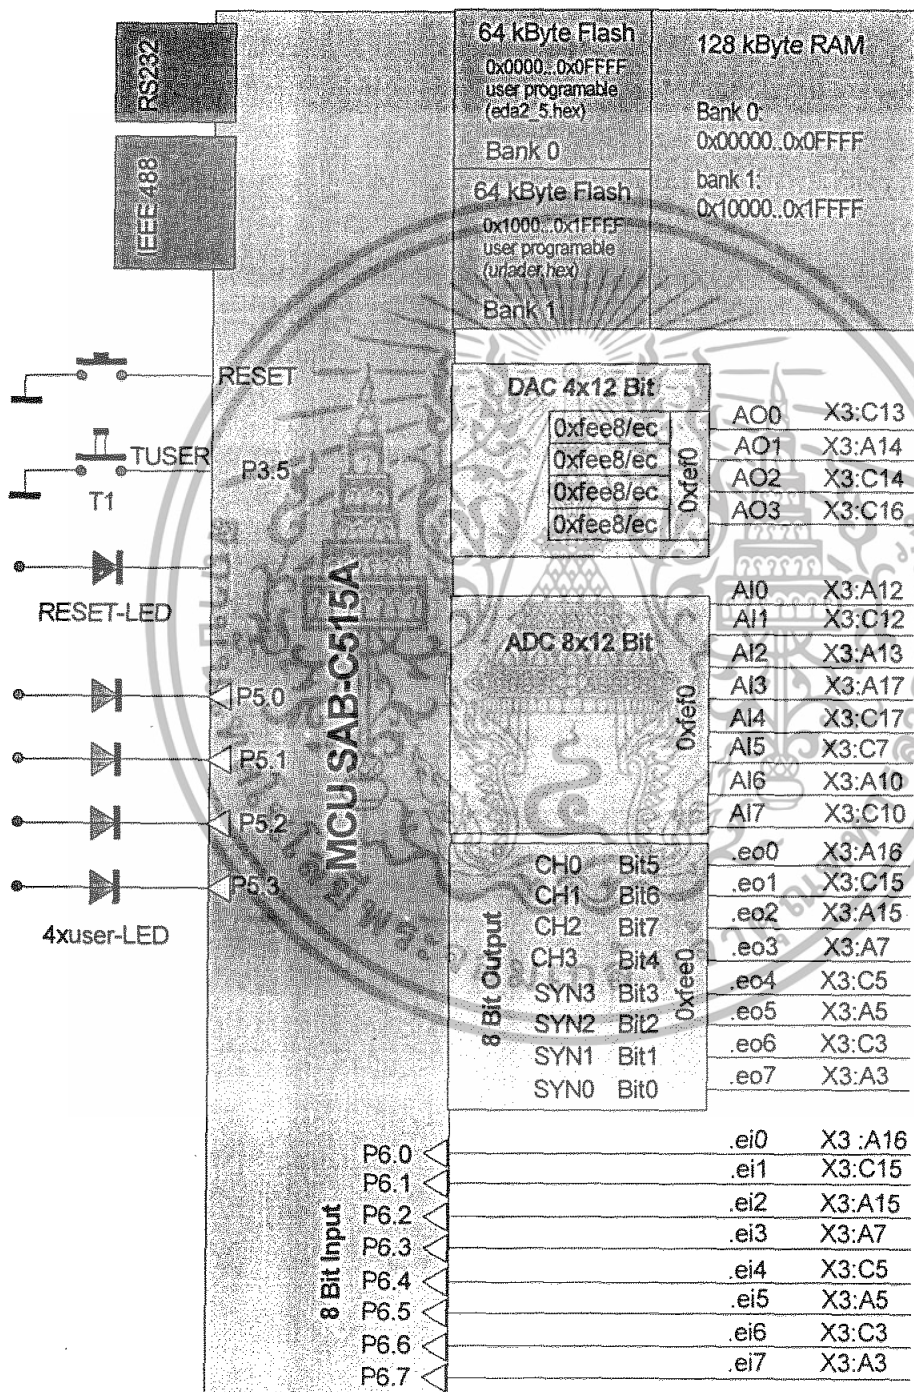 RS232
IEEE 488
64 kByte Flash
0x0000...0x0FFFF
user programable
(eda2_5.hex)
Bank 0
64 kByte Flash
0x1000...0x1FFFF
user programable
(urlader.hex)
Bank 1
128 kByte RAM
Bank 0:
0x00000..0x0FFFF
bank 1:
0x10000..0x1FFFF
RESET
TUSER
P3.5
T1
RESET-LED
P5.0
P5.1
P5.2
P5.3
4xuser-LED
MCU SAB-C515A
DAC 4x12 Bit
0xfee8/ec
0xfee8/ec
0xfee8/ec
0xfee8/ec
0xfef0
AO0 X3:C13
AO1 X3:A14
AO2 X3:C14
AO3 X3:C16
ADC 8x12 Bit
0xfef0
AI0 X3:A12
AI1 X3:C12
AI2 X3:A13
AI3 X3:A17
AI4 X3:C17
AI5 X3:C7
AI6 X3:A10
AI7 X3:C10
8 Bit Output
CH0 Bit5
CH1 Bit6
CH2 Bit7
CH3 Bit4
SYN3 Bit3
SYN2 Bit2
SYN1 Bit1
SYN0 Bit0
0xfee0
.eo0 X3:A16
.eo1 X3:C15
.eo2 X3:A15
.eo3 X3:A7
.eo4 X3:C5
.eo5 X3:A5
.eo6 X3:C3
.eo7 X3:A3
8 Bit Input
P6.0 .ei0 X3 :A16
P6.1 .ei1 X3:C15
P6.2 .ei2 X3:A15
P6.3 .ei3 X3:A7
P6.4 .ei4 X3:C5
P6.5 .ei5 X3:A5
P6.6 .ei6 X3:C3
P6.7 .ei7 X3:A3